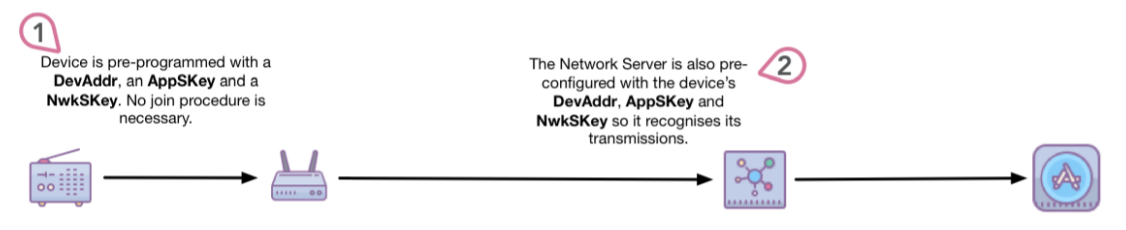 1
Device is pre-programmed with a
DevAddr, an AppSKey and a
NwkSKey. No join procedure is
necessary.
2
The Network Server is also pre-
configured with the device's
DevAddr, AppSKey and
NwkSKey so it recognises its
transmissions.